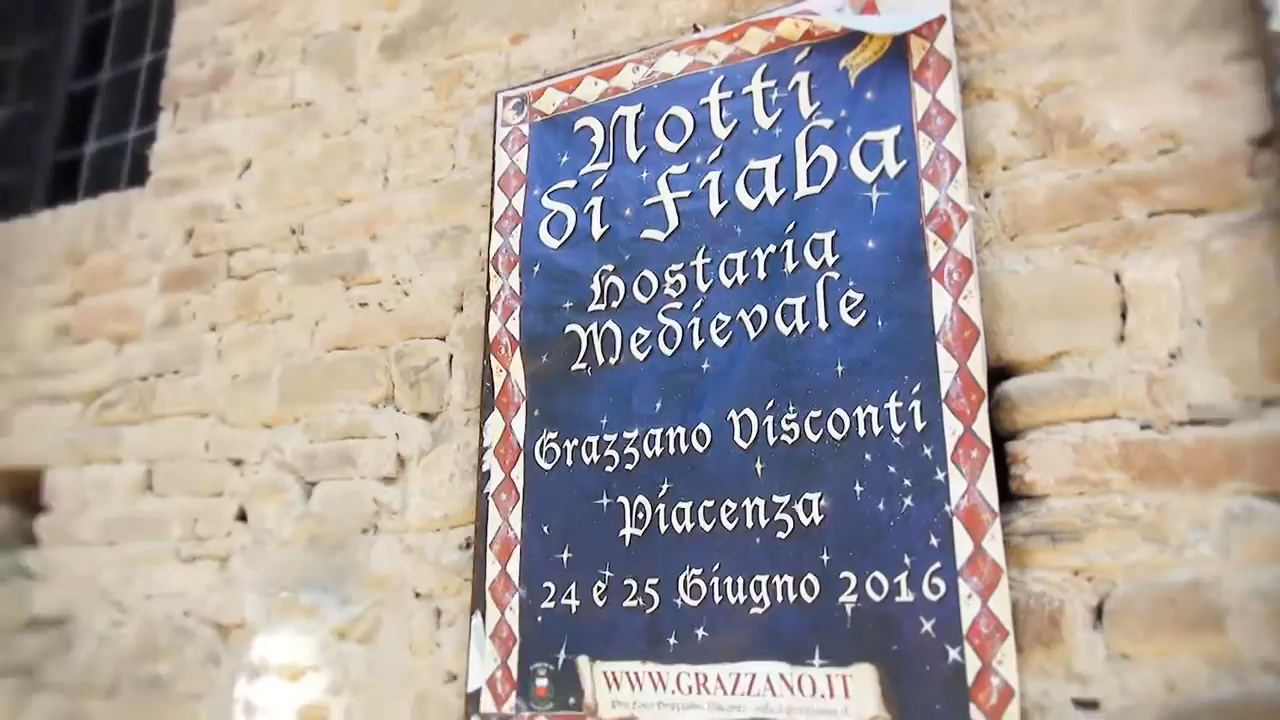 Notti
di Fiaba
Hostaria
Medievale
Grazzano Visconti
Piacenza
24 e 25 Giugno 2016
WWW.GRAZZANO.IT